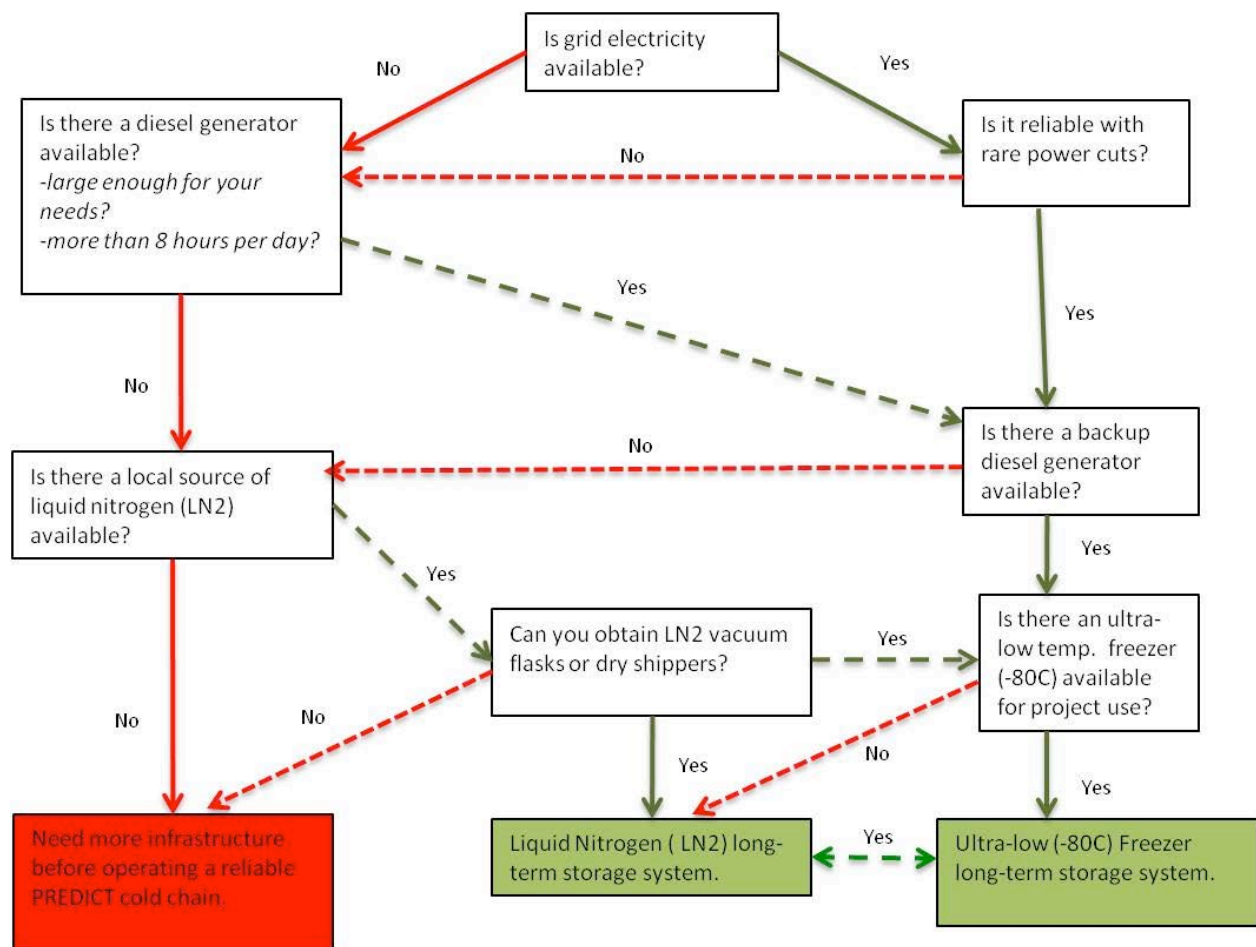 Is grid electricity
available?
No
Yes
Is there a diesel generator
available?
-large enough for your
needs?
-more than 8 hours per day?
Is it reliable with
rare power cuts?
No
Yes
Yes
No
Is there a local source of
liquid nitrogen (LN2)
available?
No
Is there a backup
diesel generator
available?
Yes
Yes
Can you obtain LN2 vacuum
flasks or dry shippers?
Yes
Is there an ultra-
low temp. freezer
(-80C) available
for project use?
No
No
Yes
No
Yes
Need more infrastructure
before operating a reliable
PREDICT cold chain.
Liquid Nitrogen ( LN2) long-
term storage system.
Yes
Ultra-low (-80C) Freezer
long-term storage system.